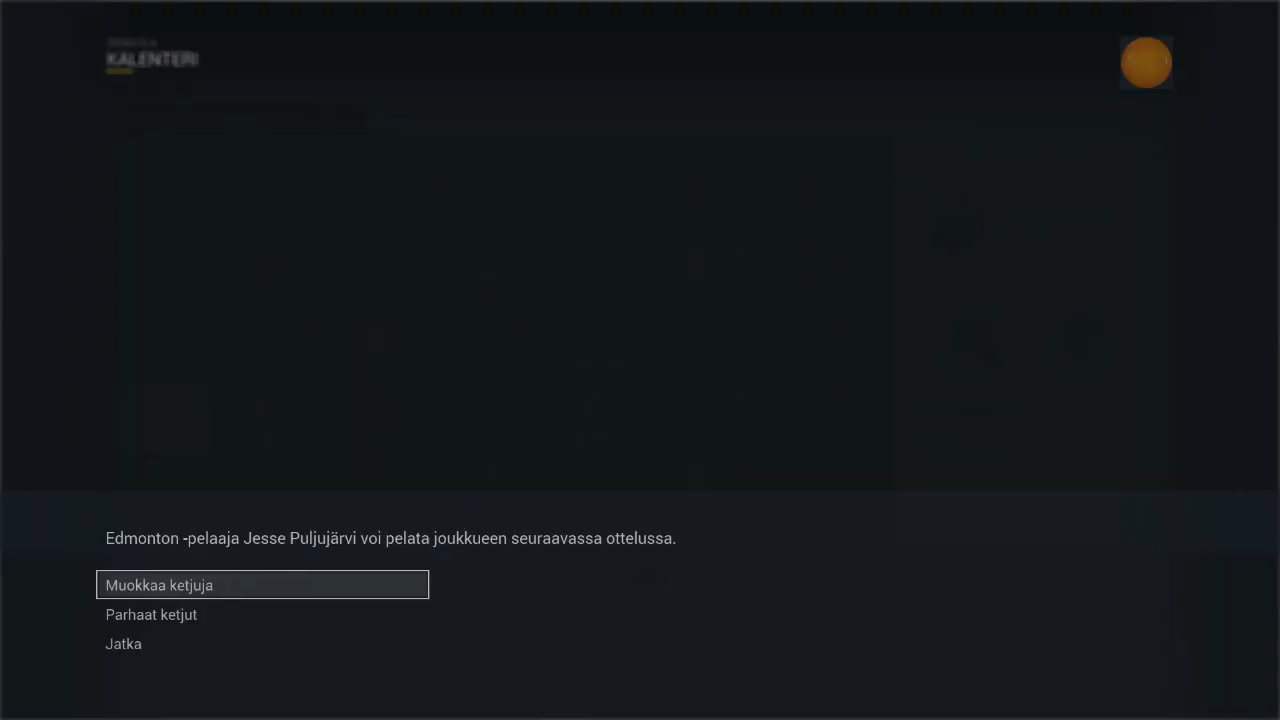 KALENTERI
Edmonton -pelaaja Jesse Puljujärvi voi pelata joukkueen seuraavassa ottelussa.
Muokkaa ketjuja
Parhaat ketjut
Jatka